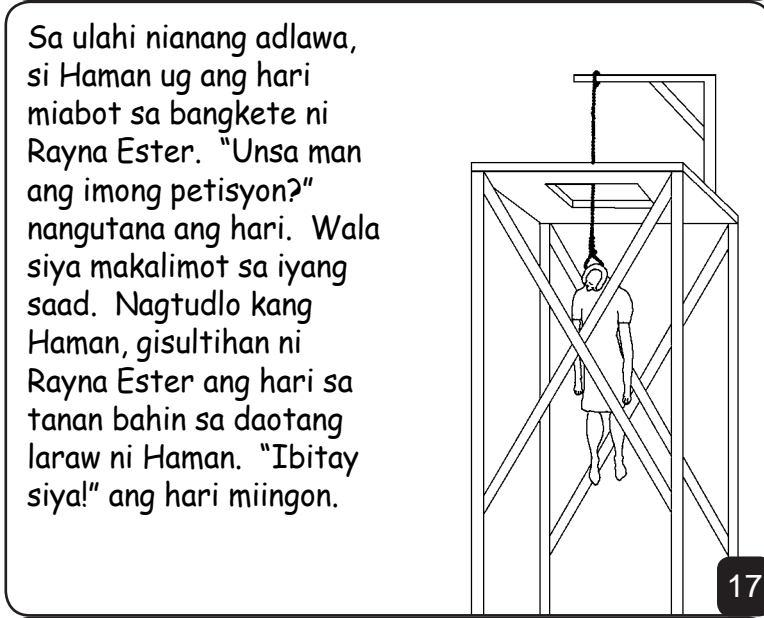 Sa ulahi nianang adlawa,
si Haman ug ang hari
miabot sa bangkete ni
Rayna Ester.  “Unsa man
ang imong petisyon?”
nangutana ang hari.  Wala
siya makalimot sa iyang
saad.  Nagtudlo kang
Haman, gisultihan ni
Rayna Ester ang hari sa
tanan bahin sa daotang
laraw ni Haman.  “Ibitay
siya!” ang hari miingon.
17